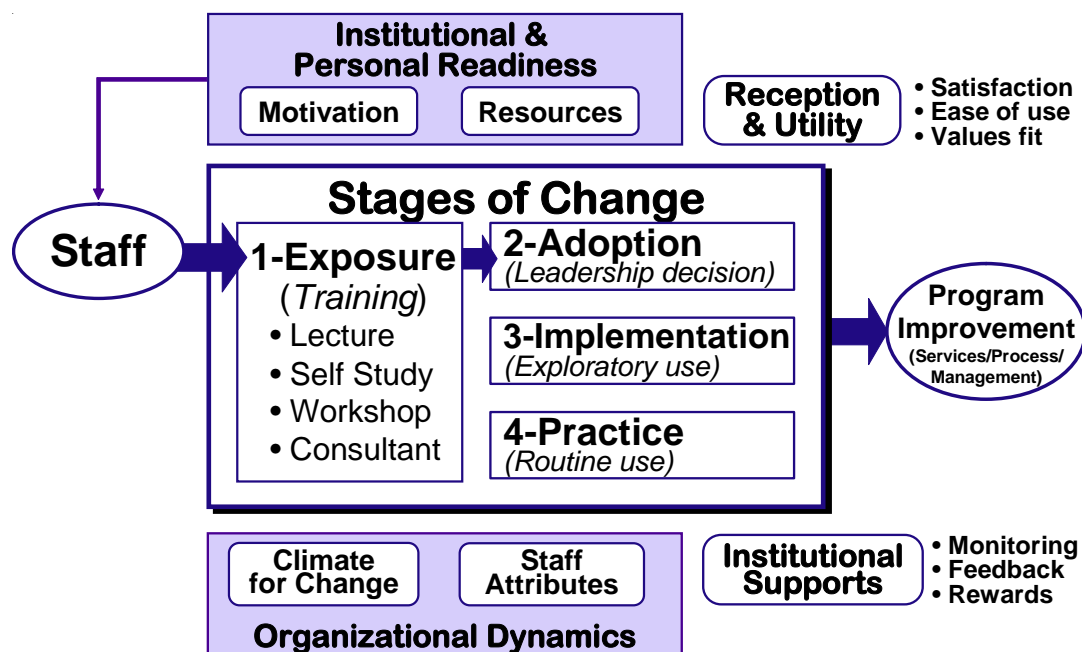 Institutional &
Personal Readiness
Motivation
Resources
Reception
& Utility
• Satisfaction
• Ease of use
• Values fit
Stages of Change
Staff
1-Exposure
(Training)
• Lecture
• Self Study
• Workshop
• Consultant
2-Adoption
(Leadership decision)
3-Implementation
(Exploratory use)
4-Practice
(Routine use)
Program
Improvement
(Services/Process/
Management)
Climate
for Change
Staff
Attributes
Organizational Dynamics
Institutional
Supports
• Monitoring
• Feedback
• Rewards